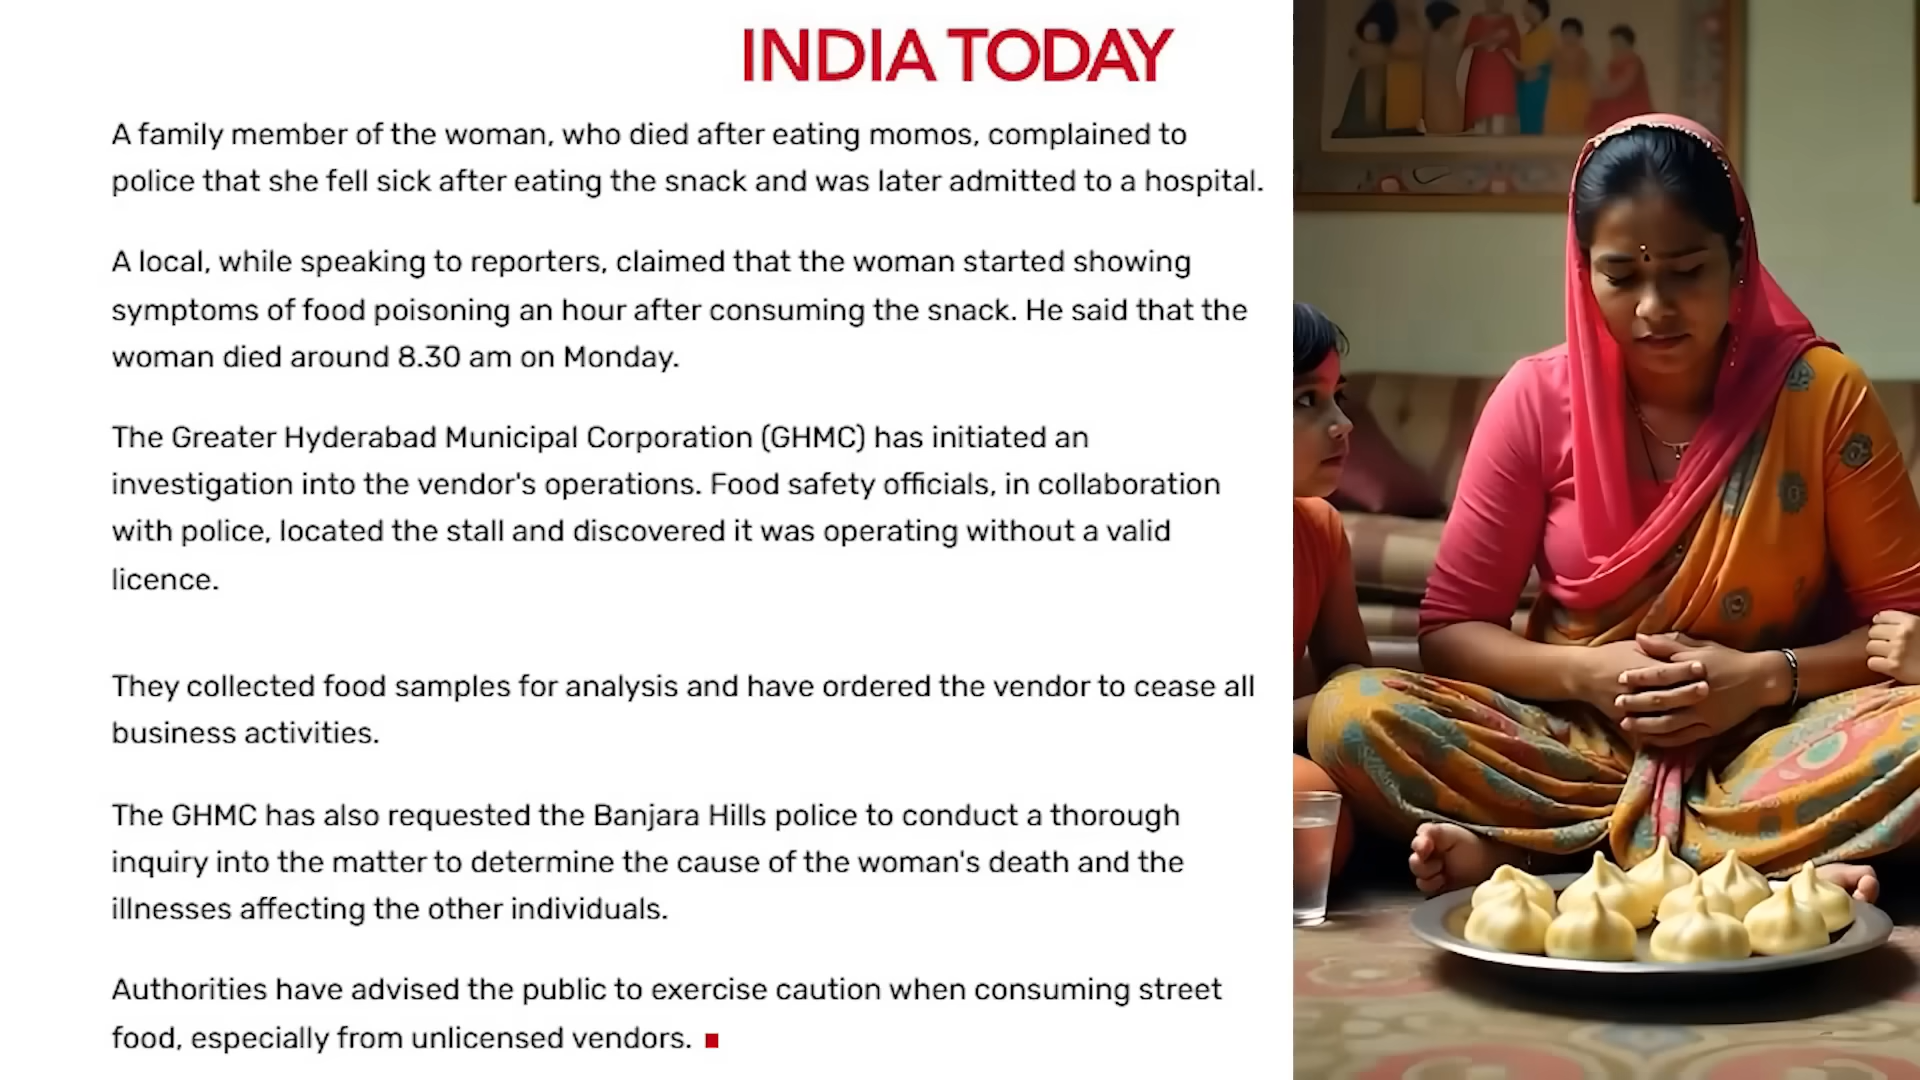 INDIA TODAY
A family member of the woman, who died after eating momos, complained to
police that she fell sick after eating the snack and was later admitted to a hospital.
A local, while speaking to reporters, claimed that the woman started showing
symptoms of food poisoning an hour after consuming the snack. He said that the
woman died around 8.30 am on Monday.
The Greater Hyderabad Municipal Corporation (GHMC) has initiated an
investigation into the vendor's operations. Food safety officials, in collaboration
with police, located the stall and discovered it was operating without a valid
licence.
They collected food samples for analysis and have ordered the vendor to cease all
business activities.
The GHMC has also requested the Banjara Hills police to conduct a thorough
inquiry into the matter to determine the cause of the woman's death and the
illnesses affecting the other individuals.
Authorities have advised the public to exercise caution when consuming street
food, especially from unlicensed vendors.